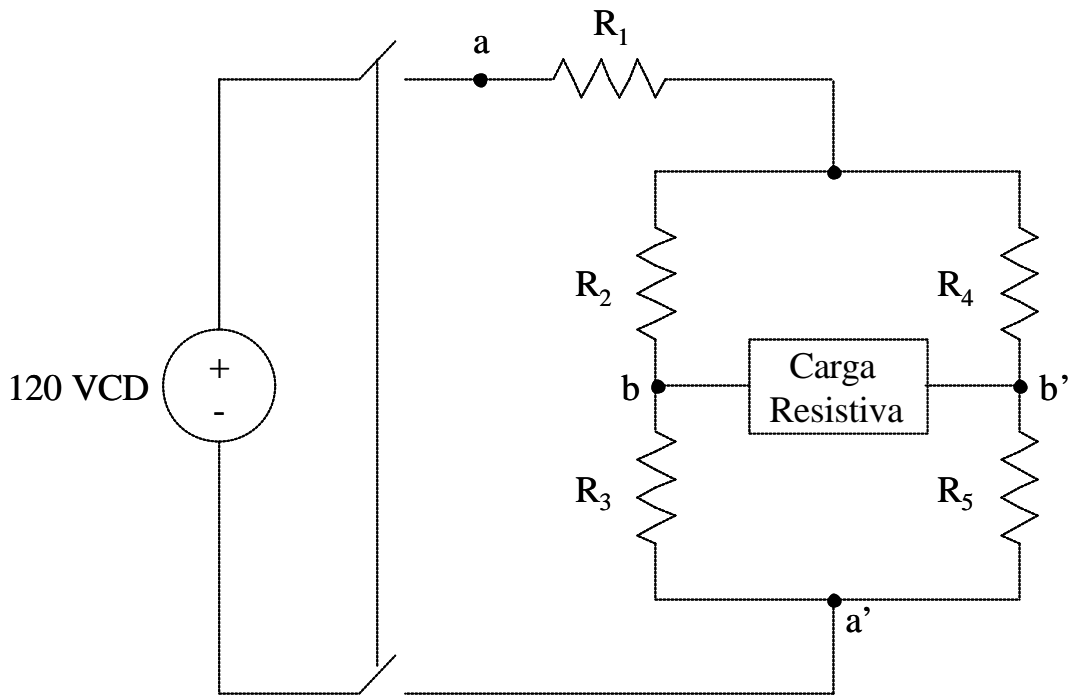 R₁
a
R₂
R₄
+
120 VCD
-
b
Carga
Resistiva
b’
R₃
R₅
a’